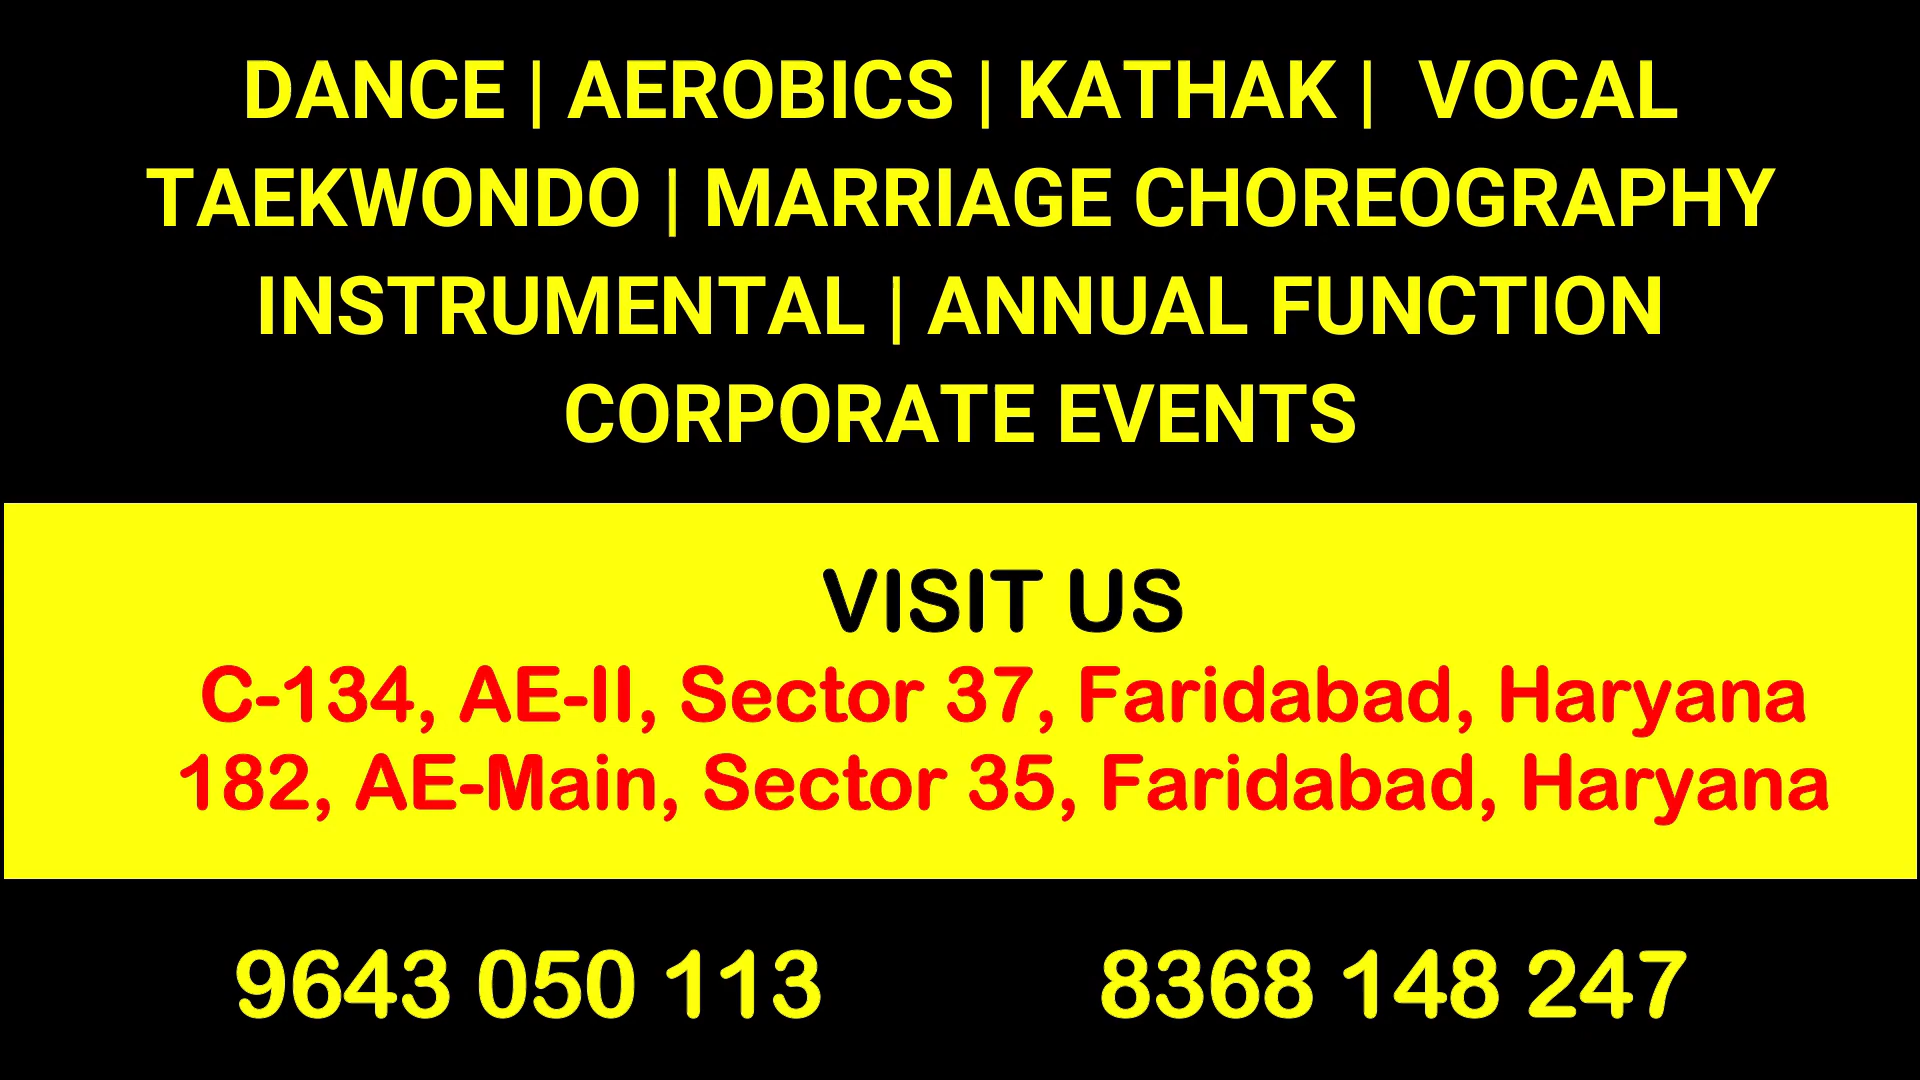 DANCE | AEROBICS | KATHAK | VOCAL
TAEKWONDO | MARRIAGE CHOREOGRAPHY
INSTRUMENTAL | ANNUAL FUNCTION
CORPORATE EVENTS
VISIT US
C-134, AE-II, Sector 37, Faridabad, Haryana
182, AE-Main, Sector 35, Faridabad, Haryana
9643 050 113 8368 148 247